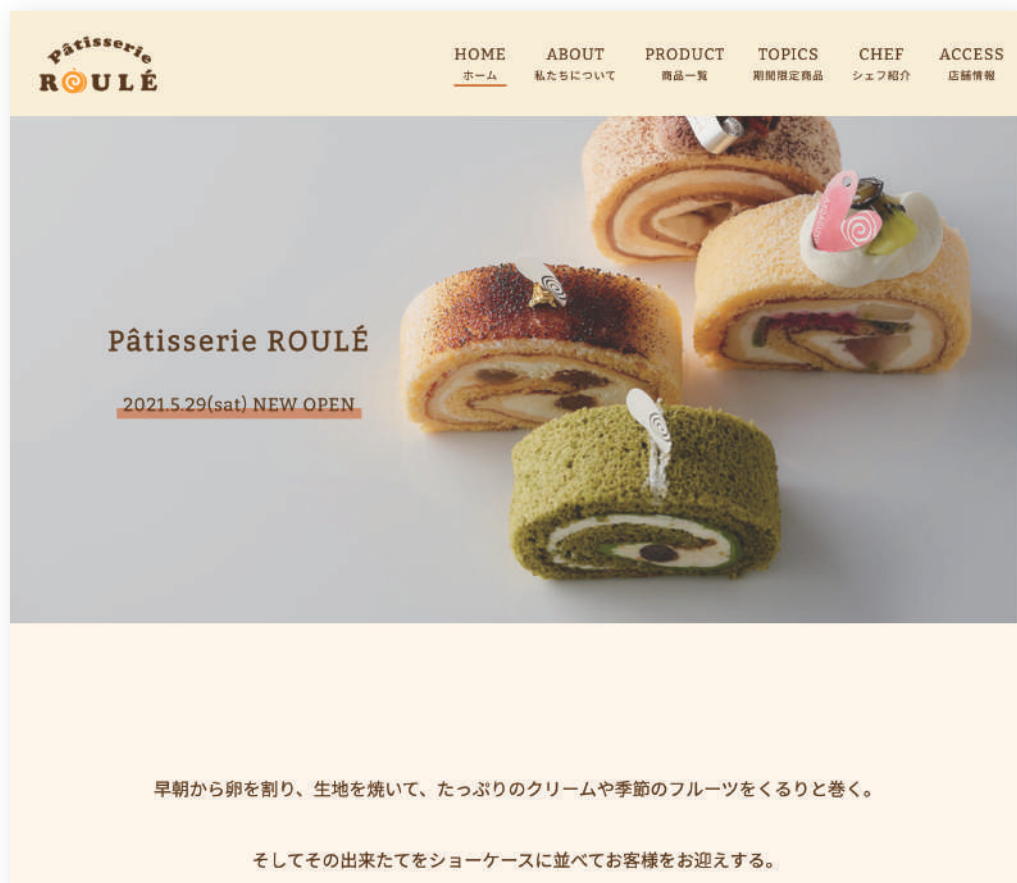 Pâtisserie
ROULÉ
HOME ABOUT PRODUCT TOPICS CHEF ACCESS
ホーム 私たちについて 商品一覧 期間限定商品 シェフ紹介 店舗情報
Pâtisserie ROULÉ
2021.5.29(sat) NEW OPEN
早朝から卵を割り、生地を焼いて、たっぷりのクリームや季節のフルーツをくるりと巻く。
そしてその出来たてをショーケースに並べてお客様をお迎えする。